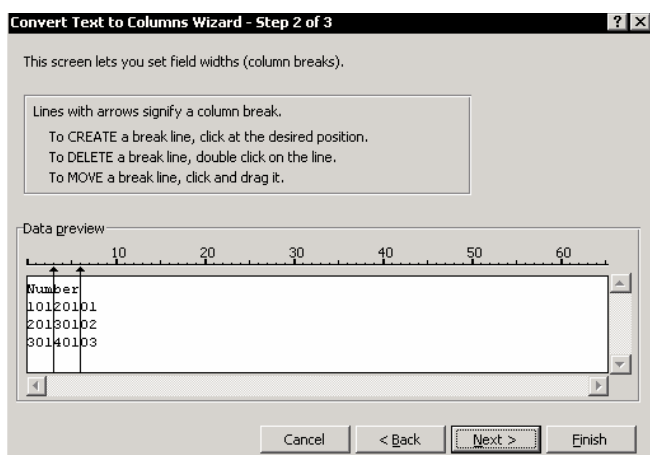 Convert Text to Columns Wizard - Step 2 of 3
This screen lets you set field widths (column breaks).
Lines with arrows signify a column break.
To CREATE a break line, click at the desired position.
To DELETE a break line, double click on the line.
To MOVE a break line, click and drag it.
Data preview
10 20 30 40 50 60
Number
10120101
20130102
30140103
Cancel < Back Next > Finish